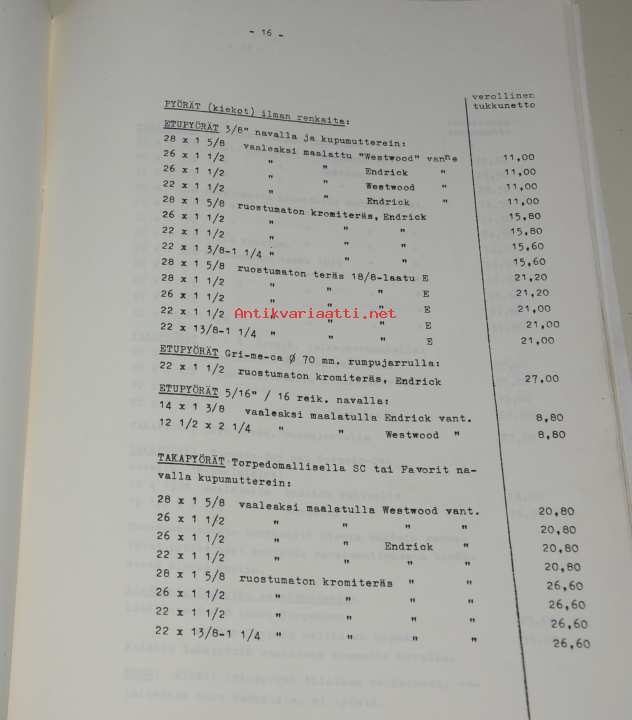 - 16 -
verollinen
tukkunetto
PYÖRÄT (kiekot) ilman renkaita:
ETUPYÖRÄT 3/8" navalla ja kupumutterein:
28 x 1 5/8 vaaleaksi maalattu "Westwood" vanne 11,00
26 x 1 1/2 " " Endrick " 11,00
26 x 1 1/2 " " Westwood " 11,00
22 x 1 1/2 " " Endrick " 11,00
28 x 1 5/8 ruostumaton kromiteräs, Endrick 15,80
26 x 1 1/2 " " " 15,80
22 x 1 1/2 " " " 15,60
22 x 1 3/8-1 1/4 " " " 15,60
28 x 1 5/8 ruostumaton teräs 18/8-laatu E 21,20
28 x 1 1/2 " " " E 21,20
26 x 1 1/2 " " " E 21,00
22 x 1 1/2 " " " E 21,00
Antikvariaatti.net
22 x 13/8-1 1/4 " " " E 21,00
ETUPYÖRÄT Gri-me-ca Ø 70 mm. rumpujarrulla:
22 x 1 1/2 ruostumaton kromiteräs, Endrick 27,00
ETUPYÖRÄT 5/16" / 16 reik. navalla:
14 x 1 3/8 vaaleaksi maalatulla Endrick vant. 8,80
12 1/2 x 2 1/4 " " Westwood " 8,80
TAKAPYÖRÄT Torpedomallisella SC tai Favorit na-
valla kupumutterein:
28 x 1 5/8 vaaleaksi maalatulla Westwood vant. 20,80
26 x 1 1/2 " " " " 20,80
26 x 1 1/2 " " Endrick " 20,80
22 x 1 1/2 " " " " 20,80
28 x 1 5/8 ruostumaton kromiteräs " " 26,60
26 x 1 1/2 " " " " 26,60
22 x 1 1/2 " " " " 26,60
22 x 13/8-1 1/4 " " " " 26,60